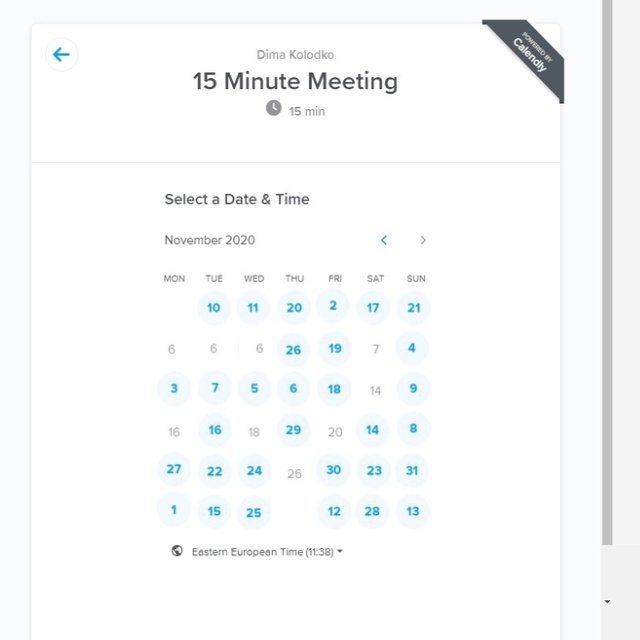 Dima Kolodko
15 Minute Meeting
15 min
POWERED BY
Calendly
Select a Date & Time
November 2020
MON TUE WED THU FRI SAT SUN
10 11 20 2 17 21
6 6 6 26 19 7 4
3 7 5 6 18 14 9
16 16 18 29 20 14 8
27 22 24 26 30 23 31
1 15 25 12 28 13
Eastern European Time (11:38)